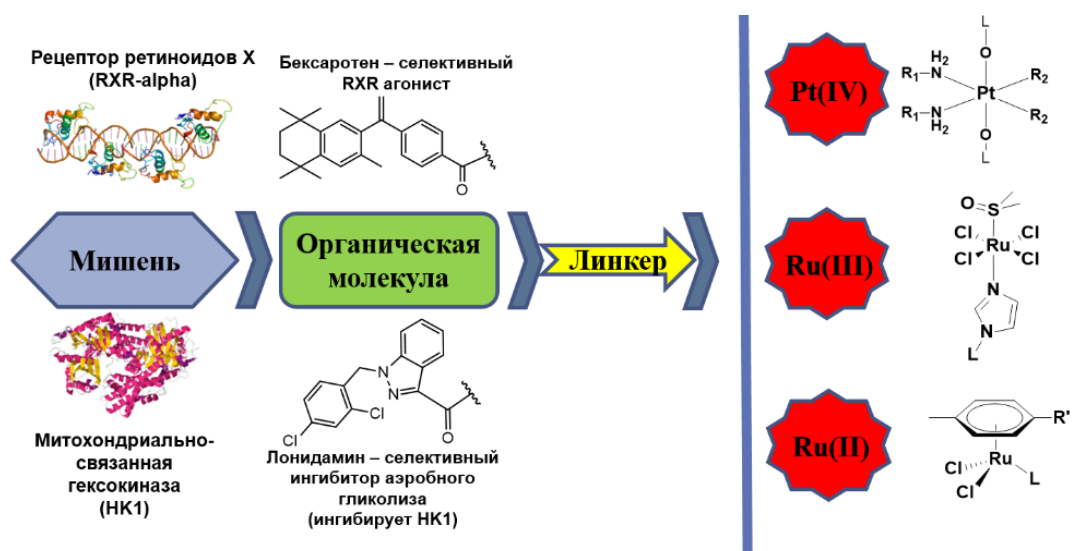 Рецептор ретиноидов X
(RXR-alpha)
Бексаротен – селективный
RXR агонист
O
Мишень
Органическая
молекула
Линкер
Митохондриально-
связанная
гексокиназа
(HK1)
N
N
Cl
Cl
O
Лонидамин – селективный
ингибитор аэробного
гликолиза
(ингибирует HK1)
Pt(IV)
L
O
H2
R1 N R2
Pt
R1 N R2
H2
O
L
Ru(III)
O S
Cl Cl
Ru
Cl Cl
N
N
L
Ru(II)
R'
Ru
Cl
Cl L